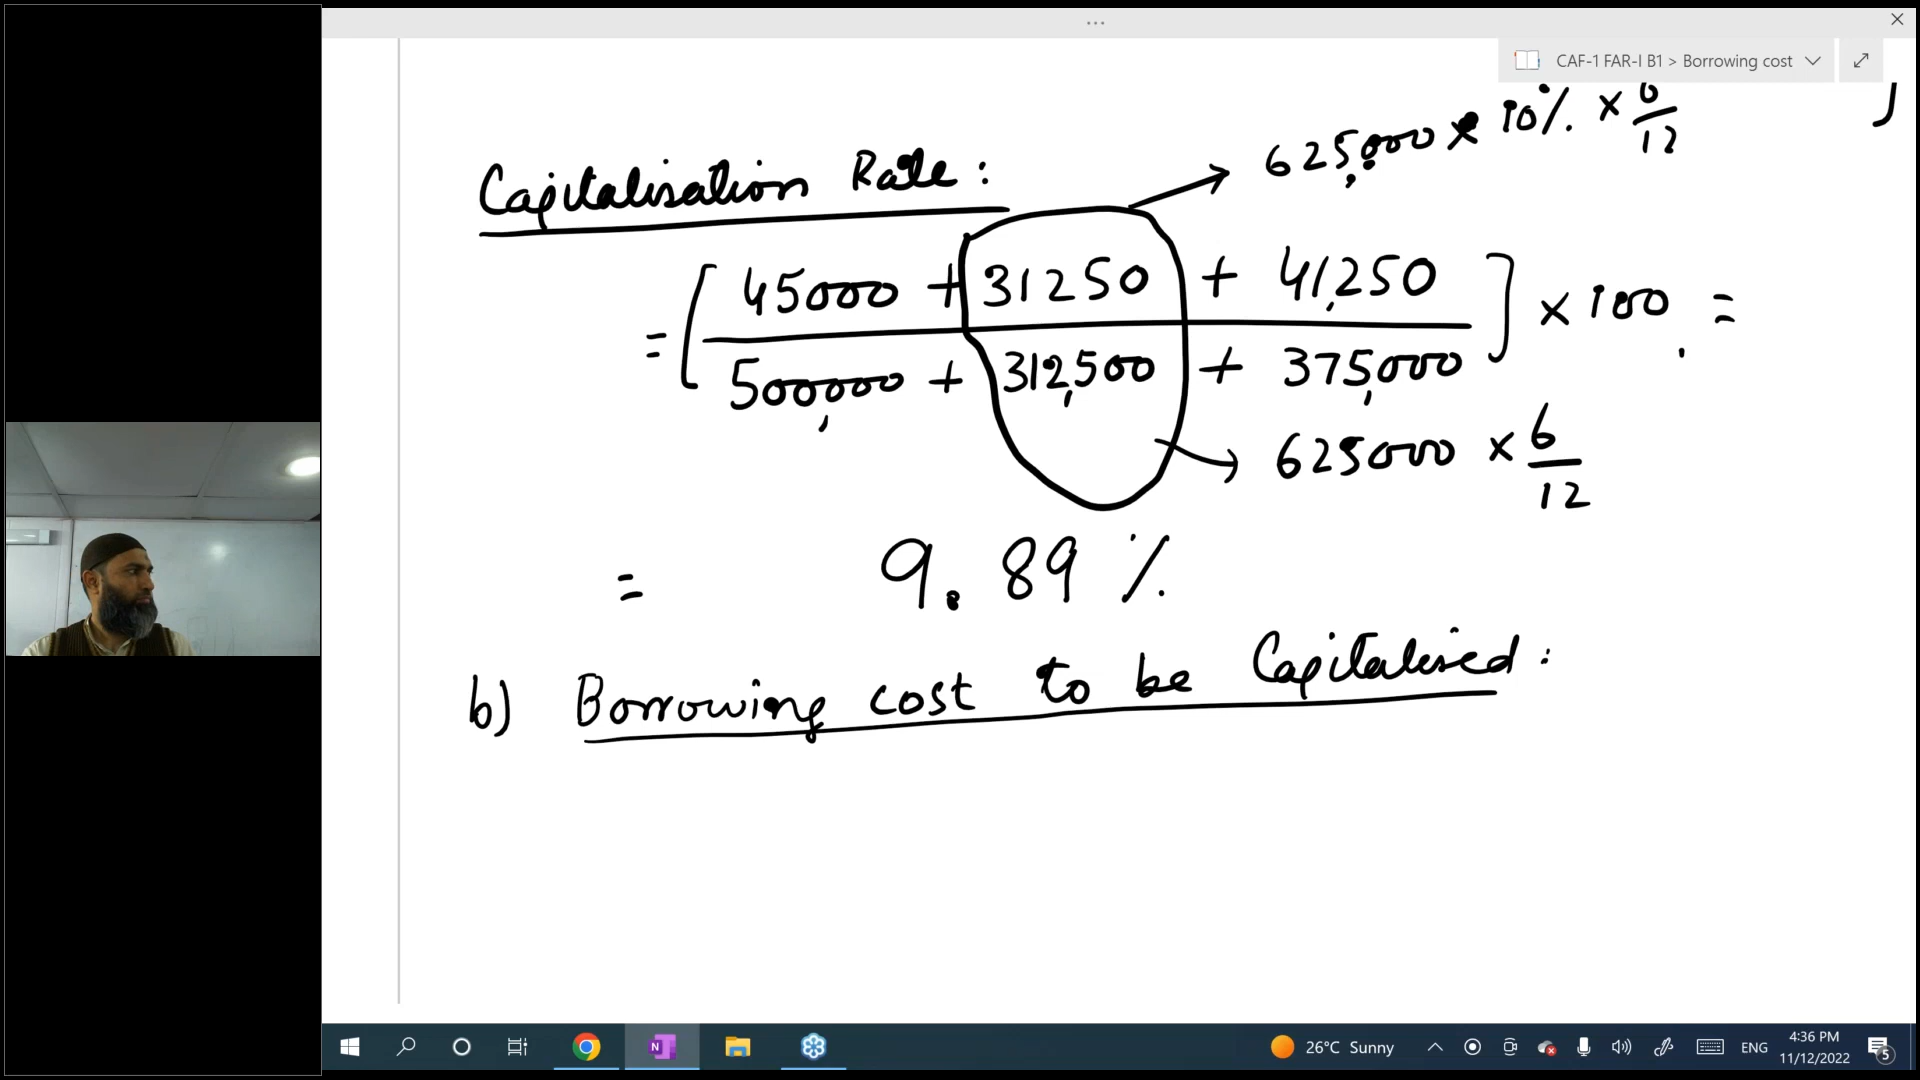 CAF-1 FAR-I B1 > Borrowing cost
625,000 × 10% × 6/12
Capitalisation Rate:
= [ 45000 + 31250 + 41,250 ] × 100 =
500,000 + 312,500 + 375,000
625000 × 6/12
= 9.89 %
b) Borrowing cost to be Capitalised:
26°C Sunny
ENG
4:36 PM
11/12/2022
5